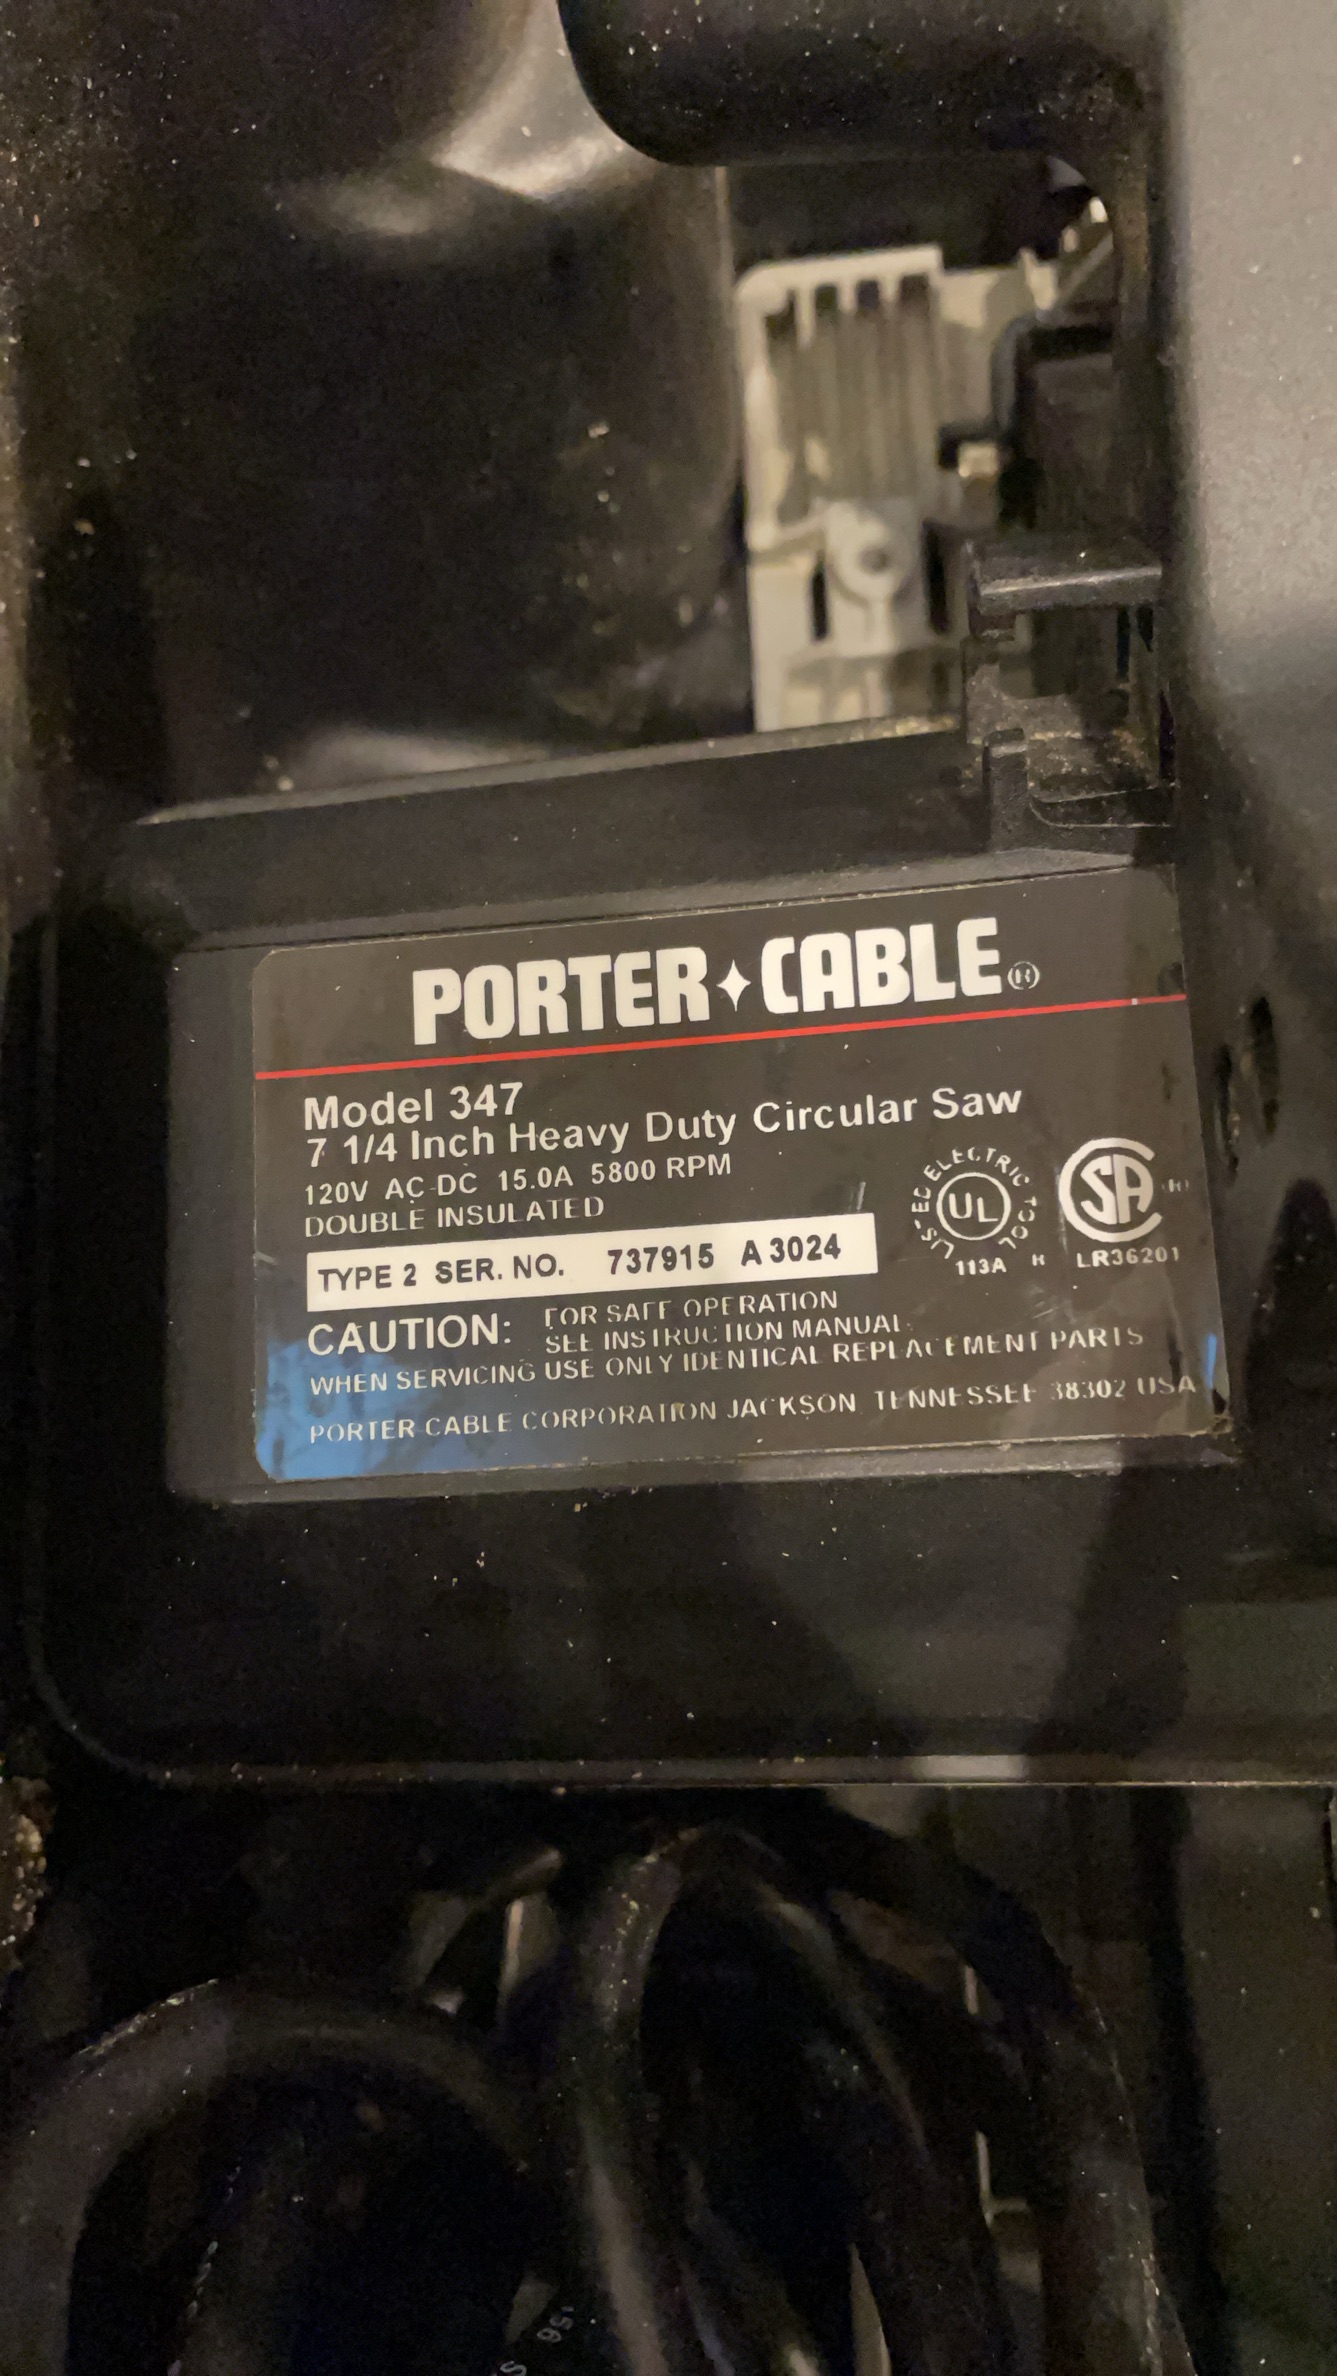 PORTER✦CABLE®
Model 347
7 1/4 Inch Heavy Duty Circular Saw
120V AC-DC 15.0A 5800 RPM
DOUBLE INSULATED
TYPE 2 SER. NO. 737915 A 3024
LISTED ELECTRIC TOOL
UL
113A H
CSA
LR36201
CAUTION: FOR SAFE OPERATION
SEE INSTRUCTION MANUAL.
WHEN SERVICING USE ONLY IDENTICAL REPLACEMENT PARTS
PORTER-CABLE CORPORATION JACKSON TENNESSEE 38302 USA